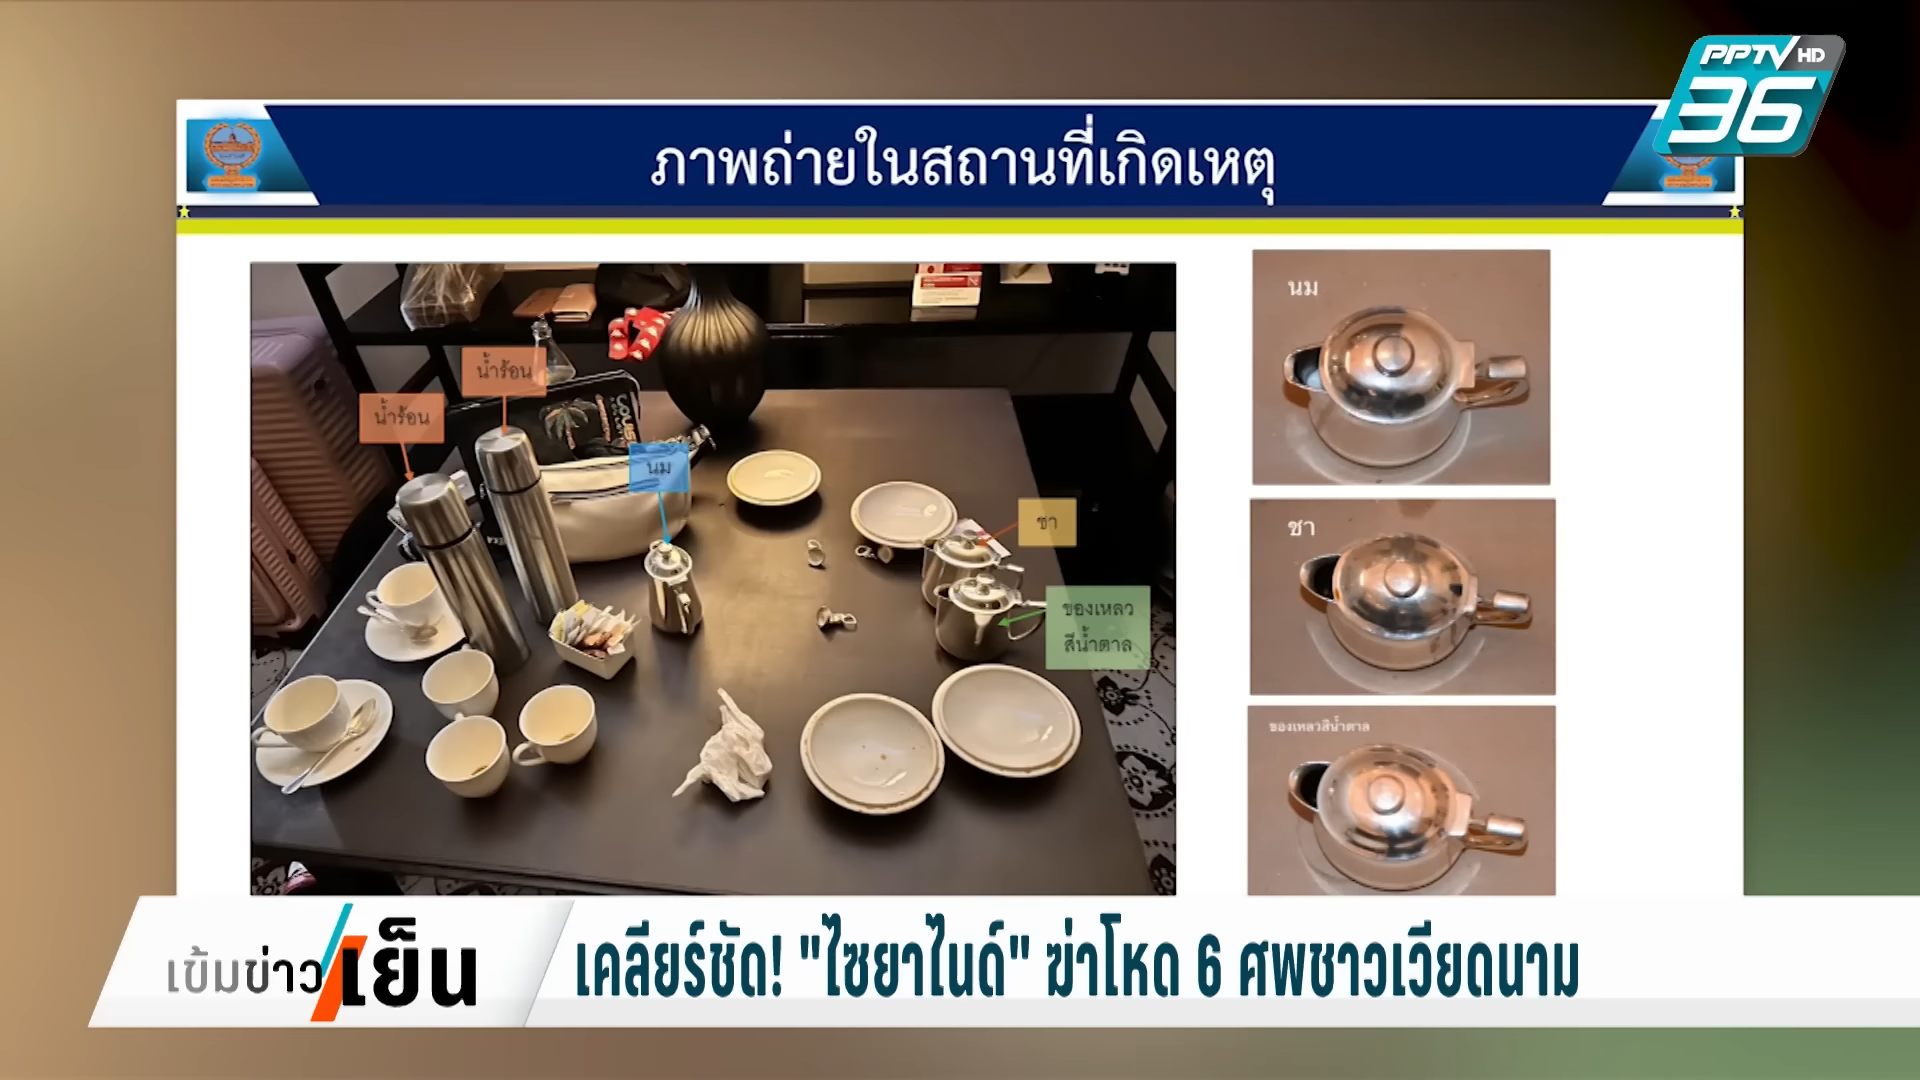 PPTV HD
36
ภาพถ่ายในสถานที่เกิดเหตุ
นม
น้ำร้อน
น้ำร้อน
นม
ชา
ชา
ของเหลว
สีน้ำตาล
ของเหลวสีน้ำตาล
เข้มข่าวเย็น
เคลียร์ชัด! "ไซยาไนด์" ฆ่าโหด 6 ศพชาวเวียดนาม